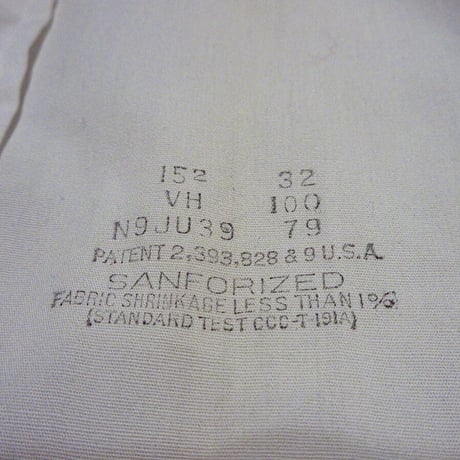 152 32
VH 100
N9JU39 79
PATENT 2,393,828 & 9 U.S.A.
SANFORIZED
FABRIC SHRINKAGE LESS THAN 1%
(STANDARD TEST CCC-T-191A)